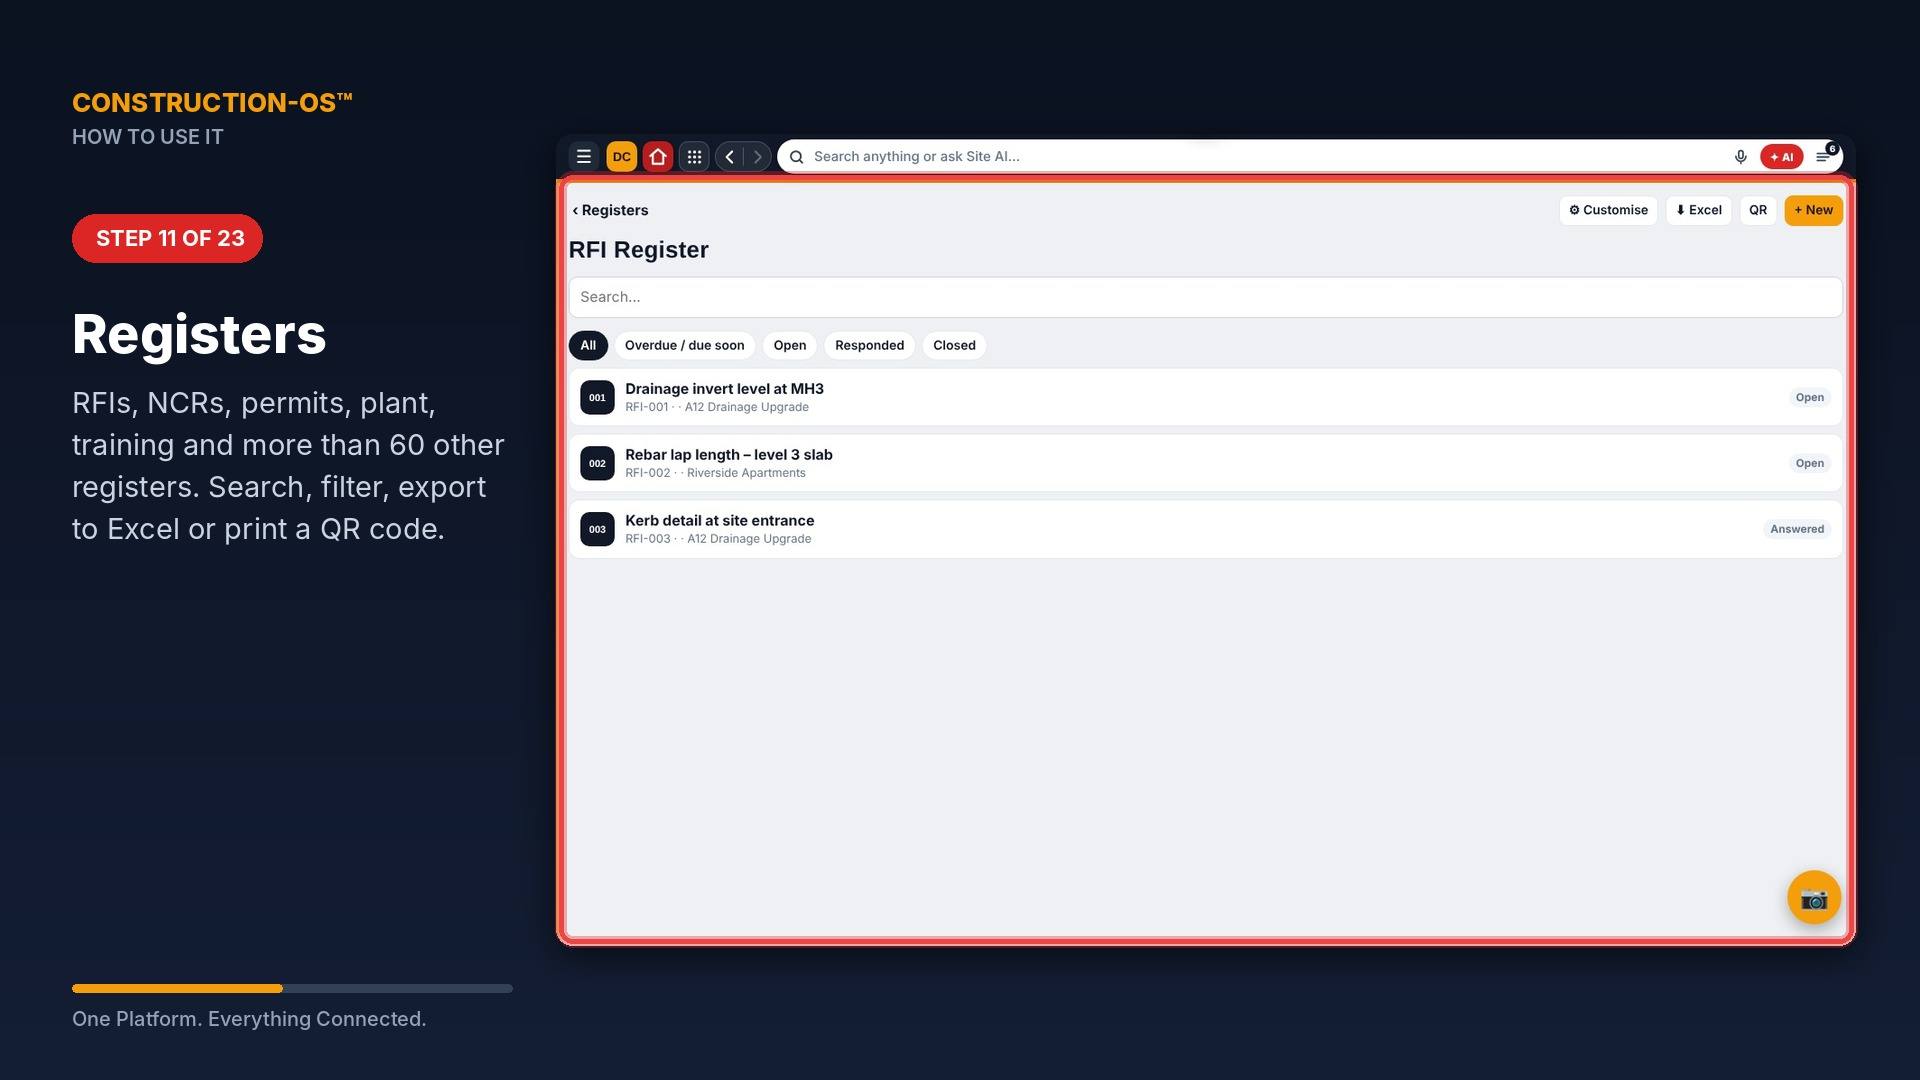 CONSTRUCTION-OS™
HOW TO USE IT
STEP 11 OF 23
Registers
RFIs, NCRs, permits, plant,
training and more than 60 other
registers. Search, filter, export
to Excel or print a QR code.
One Platform. Everything Connected.
DC
Search anything or ask Site AI...
✦ AI
6
‹ Registers
⚙ Customise
⬇ Excel
QR
+ New
RFI Register
Search...
All
Overdue / due soon
Open
Responded
Closed
001
Drainage invert level at MH3
RFI-001 · · A12 Drainage Upgrade
Open
002
Rebar lap length – level 3 slab
RFI-002 · · Riverside Apartments
Open
003
Kerb detail at site entrance
RFI-003 · · A12 Drainage Upgrade
Answered